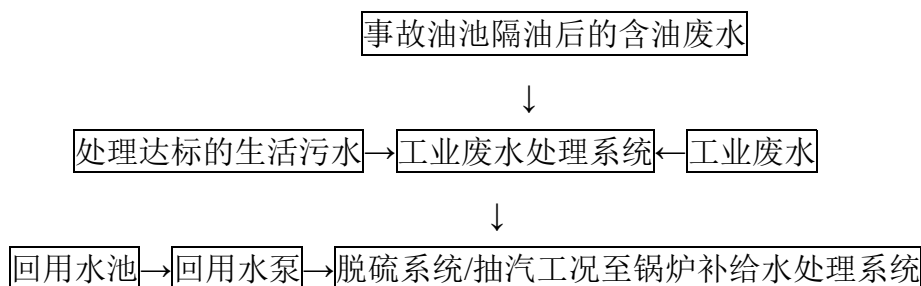 事故油池隔油后的含油废水
↓
处理达标的生活污水→工业废水处理系统←工业废水
↓
回用水池→回用水泵→脱硫系统/抽汽工况至锅炉补给水处理系统